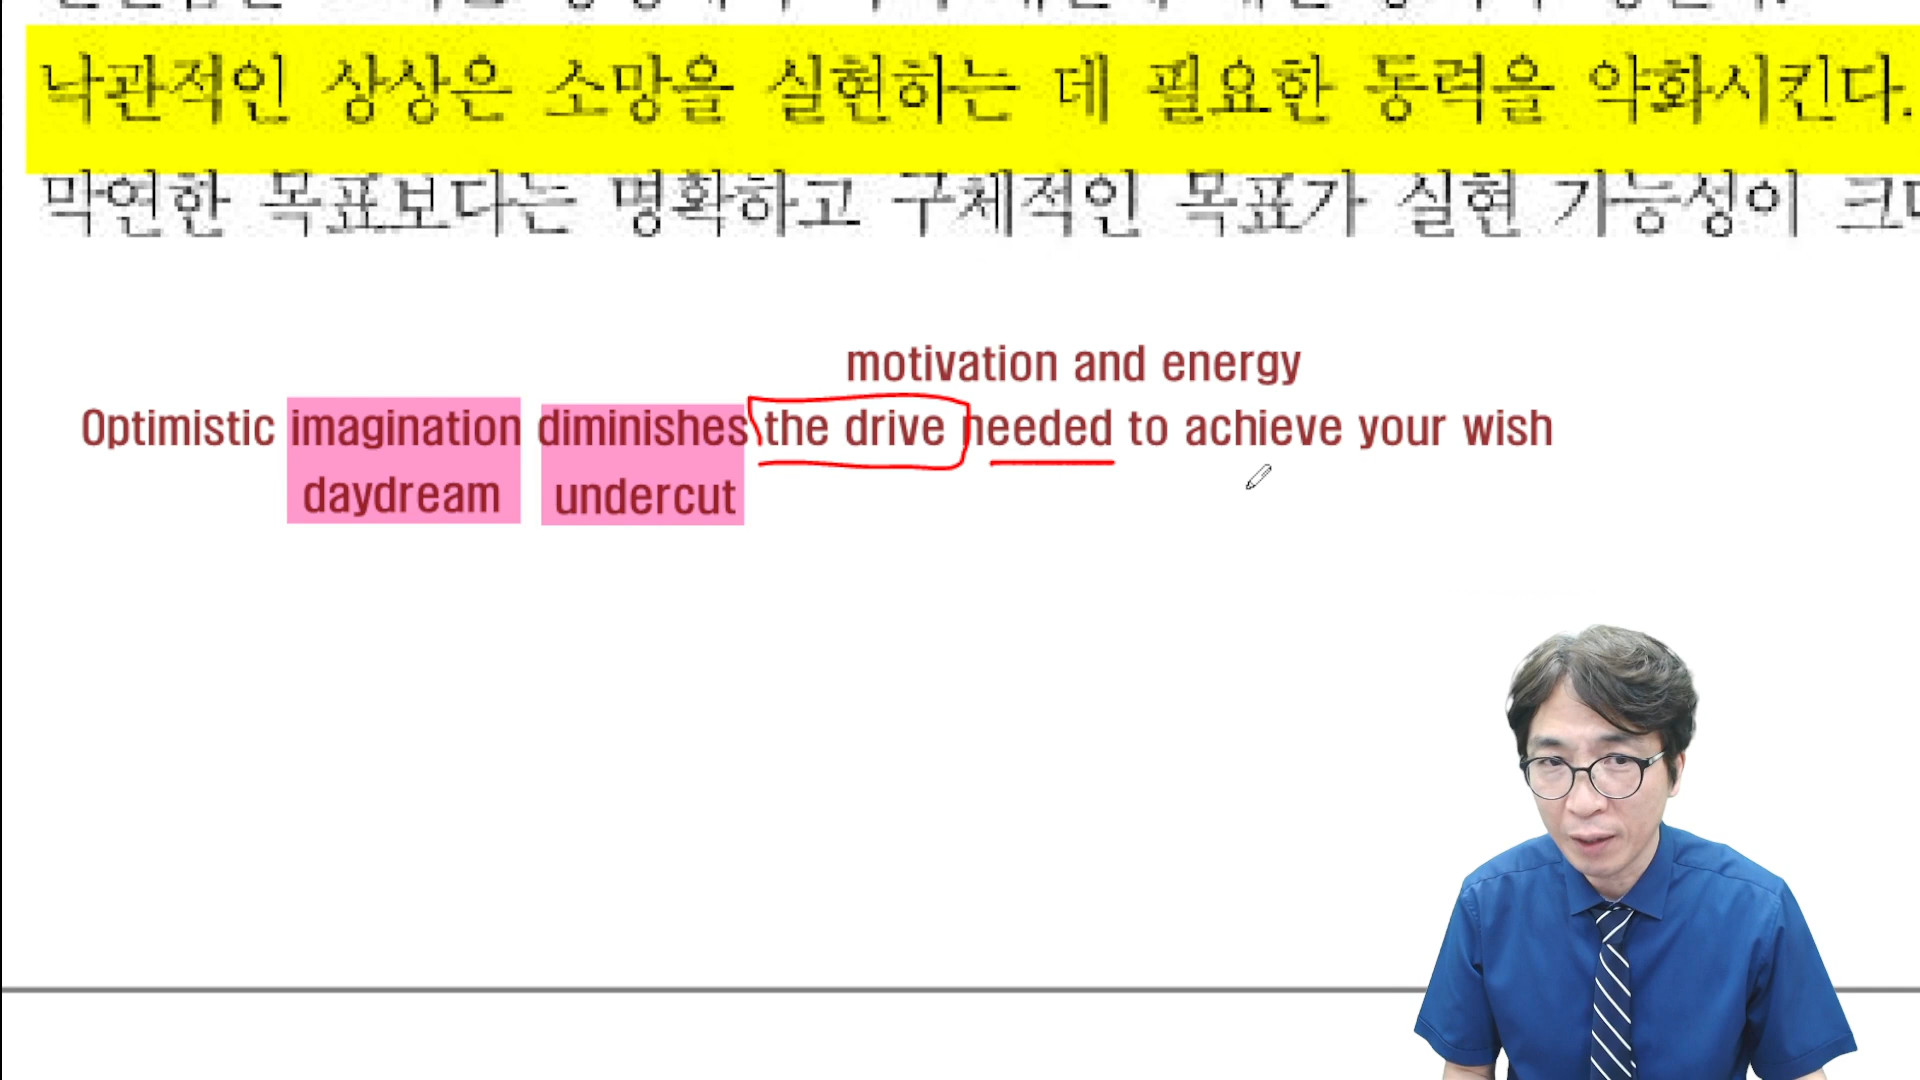 낙관적인 상상은 소망을 실현하는 데 필요한 동력을 약화시킨다.
막연한 목표보다는 명확하고 구체적인 목표가 실현 가능성이
motivation and energy
Optimistic imagination diminishes the drive needed to achieve your wish
daydream undercut